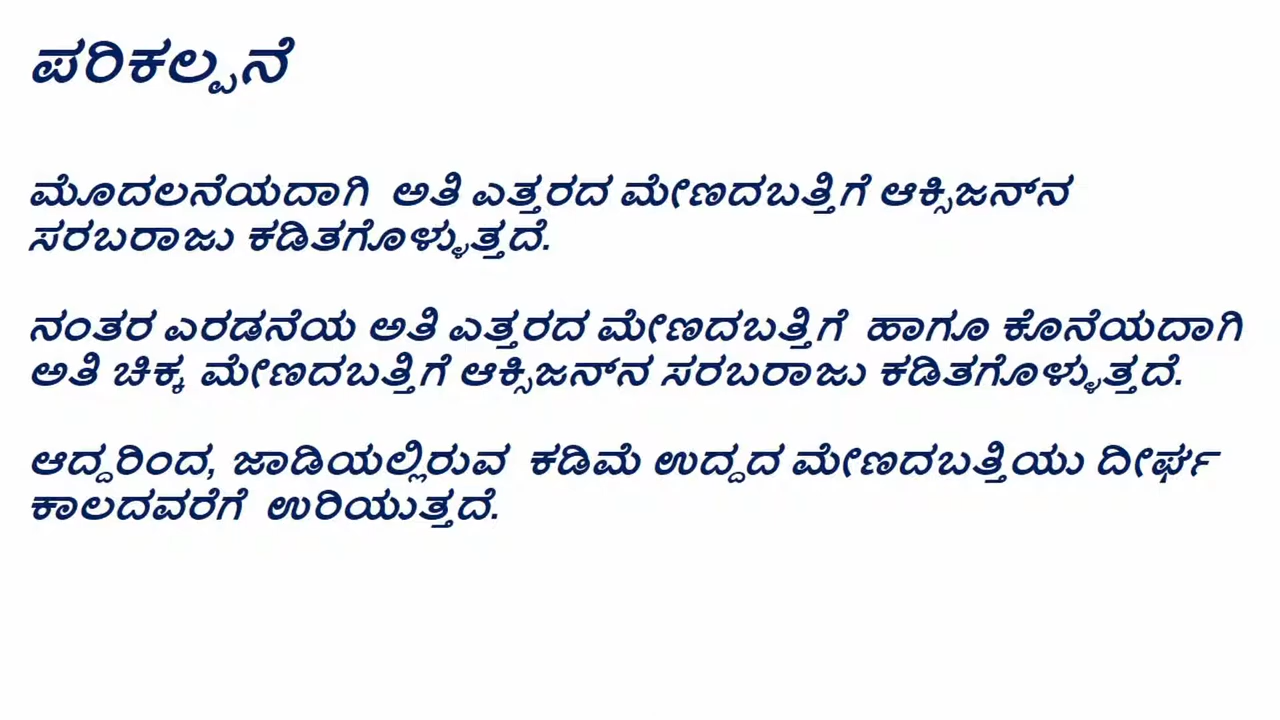 ಪರಿಕಲ್ಪನೆ
ಮೊದಲನೆಯದಾಗಿ ಅತಿ ಎತ್ತರದ ಮೇಣದಬತ್ತಿಗೆ ಆಕ್ಸಿಜನ್‌ನ
ಸರಬರಾಜು ಕಡಿತಗೊಳ್ಳುತ್ತದೆ.
ನಂತರ ಎರಡನೆಯ ಅತಿ ಎತ್ತರದ ಮೇಣದಬತ್ತಿಗೆ ಹಾಗೂ ಕೊನೆಯದಾಗಿ
ಅತಿ ಚಿಕ್ಕ ಮೇಣದಬತ್ತಿಗೆ ಆಕ್ಸಿಜನ್‌ನ ಸರಬರಾಜು ಕಡಿತಗೊಳ್ಳುತ್ತದೆ.
ಆದ್ದರಿಂದ, ಜಾಡಿಯಲ್ಲಿರುವ ಕಡಿಮೆ ಉದ್ದದ ಮೇಣದಬತ್ತಿಯು ದೀರ್ಘ
ಕಾಲದವರೆಗೆ ಉರಿಯುತ್ತದೆ.